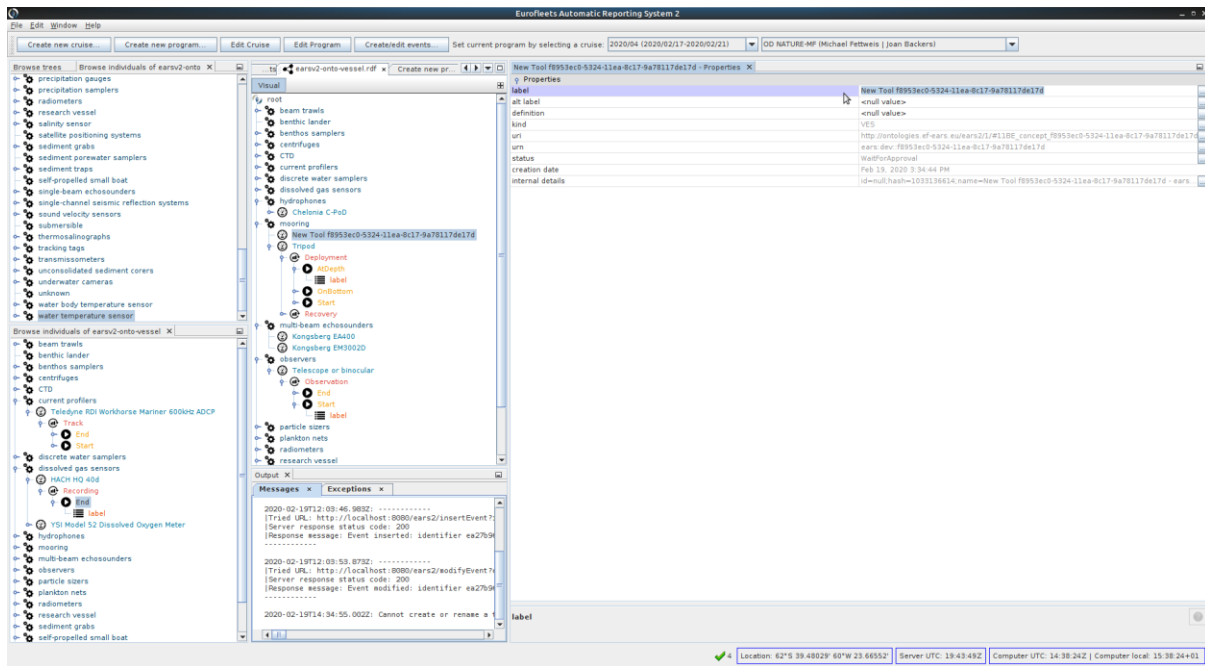 Eurofleets Automatic Reporting System 2
File Edit Window Help
Create new cruise... Create new program... Edit Cruise Edit Program Create/edit events... Set current program by selecting a cruise: 2020/04 (2020/02/17-2020/02/21) OD NATURE-MF (Michael Fettweis | Joan Backers)
Browse trees Browse individuals of earsv2-onto ×
precipitation gauges
precipitation samplers
radiometers
research vessel
salinity sensor
satellite positioning systems
sediment grabs
sediment porewater samplers
sediment traps
self-propelled small boat
single-beam echosounders
single-channel seismic reflection systems
sound velocity sensors
submersible
thermosalinographs
tracking tags
transmissometers
unconsolidated sediment corers
underwater cameras
unknown
water body temperature sensor
water temperature sensor
Browse individuals of earsv2-onto-vessel ×
beam trawls
benthic lander
benthos samplers
centrifuges
CTD
current profilers
Teledyne RDI Workhorse Mariner 600kHz ADCP
Track
End
Start
discrete water samplers
dissolved gas sensors
HACH HQ 40d
Recording
End
label
YSI Model 52 Dissolved Oxygen Meter
hydrophones
mooring
multi-beam echosounders
observers
particle sizers
plankton nets
radiometers
research vessel
sediment grabs
self-propelled small boat
...ts earsv2-onto-vessel.rdf × Create new pr...
Visual
root
beam trawls
benthic lander
benthos samplers
centrifuges
CTD
current profilers
discrete water samplers
dissolved gas sensors
hydrophones
Chelonia C-PoD
mooring
New Tool f8953ec0-5324-11ea-8c17-9a78117de17d
Tripod
Deployment
AtDepth
label
OnBottom
Start
Recovery
multi-beam echosounders
Kongsberg EA400
Kongsberg EM3002D
observers
Telescope or binocular
Observation
End
Start
label
particle sizers
plankton nets
radiometers
research vessel
Output ×
Messages × Exceptions ×
2020-02-19T12:03:46.983Z: ------------
|Tried URL: http://localhost:8080/ears2/insertEvent?
|Server response status code: 200
|Response message: Event inserted: identifier ea27b9
------------
2020-02-19T12:03:53.873Z: ------------
|Tried URL: http://localhost:8080/ears2/modifyEvent?
|Server response status code: 200
|Response message: Event modified: identifier ea27b9
------------
2020-02-19T14:34:55.002Z: Cannot create or rename a
New Tool f8953ec0-5324-11ea-8c17-9a78117de17d - Properties ×
Properties
label New Tool f8953ec0-5324-11ea-8c17-9a78117de17d
alt label <null value>
definition <null value>
kind VES
uri http://ontologies.ef-ears.eu/ears2/1/#11BE_concept_f8953ec0-5324-11ea-8c17-9a78117de17d
urn ears:dev: f8953ec0-5324-11ea-8c17-9a78117de17d
status WaitForApproval
creation date Feb 19, 2020 3:34:44 PM
internal details id=null;hash=1033136614;name=New Tool f8953ec0-5324-11ea-8c17-9a78117de17d - ears
label
4 Location: 62°S 39.48029' 60°W 23.66552' Server UTC: 19:43:49Z Computer UTC: 14:38:24Z | Computer local: 15:38:24+01